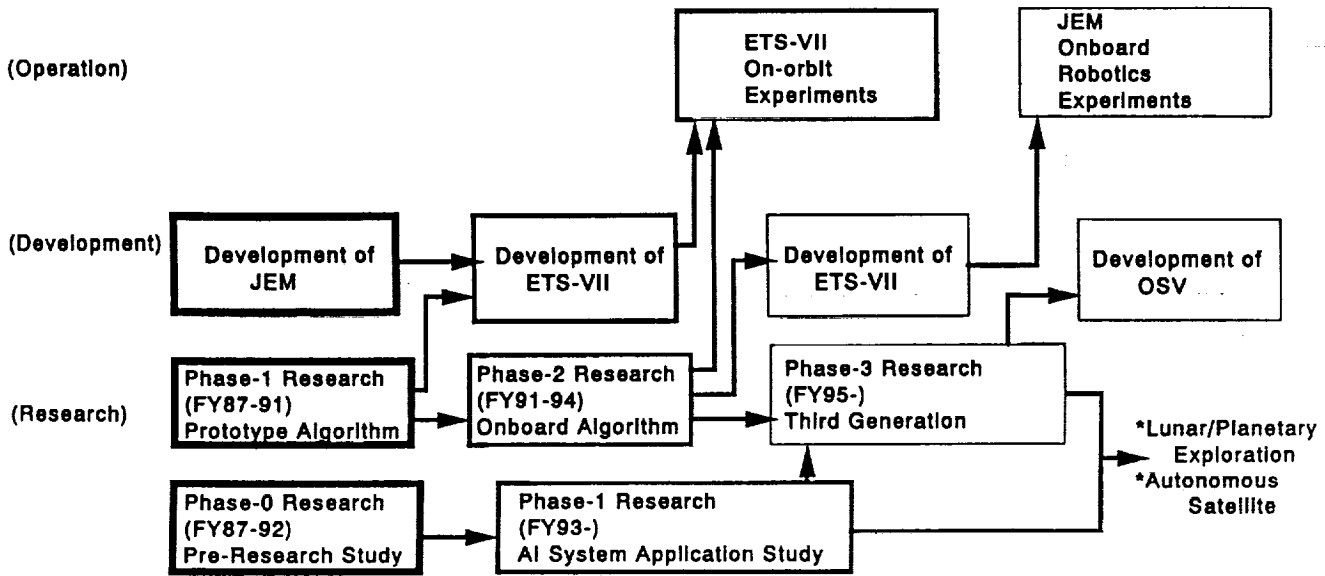 (Operation)
ETS-VII
On-orbit
Experiments
JEM
Onboard
Robotics
Experiments
(Development)
Development of
JEM
Development of
ETS-VII
Development of
ETS-VII
Development of
OSV
(Research)
Phase-1 Research
(FY87-91)
Prototype Algorithm
Phase-2 Research
(FY91-94)
Onboard Algorithm
Phase-3 Research
(FY95-)
Third Generation
*Lunar/Planetary
Exploration
*Autonomous
Satellite
Phase-0 Research
(FY87-92)
Pre-Research Study
Phase-1 Research
(FY93-)
AI System Application Study